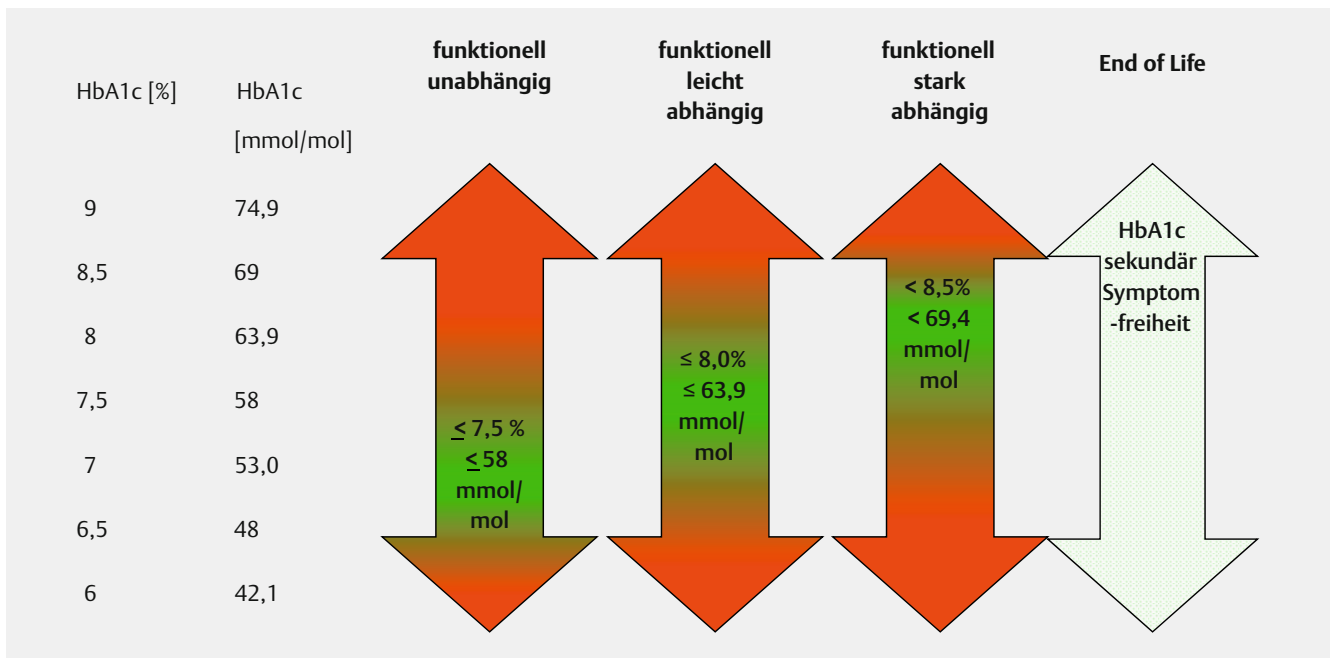 HbA1c [%]
HbA1c
[mmol/mol]
funktionell
unabhängig
funktionell
leicht
abhängig
funktionell
stark
abhängig
End of Life
9 74,9
8,5 69
8 63,9
7,5 58
7 53,0
6,5 48
6 42,1
≤ 7,5 %
≤ 58
mmol/
mol
≤ 8,0%
≤ 63,9
mmol/
mol
< 8,5%
< 69,4
mmol/
mol
HbA1c
sekundär
Symptom
-freiheit